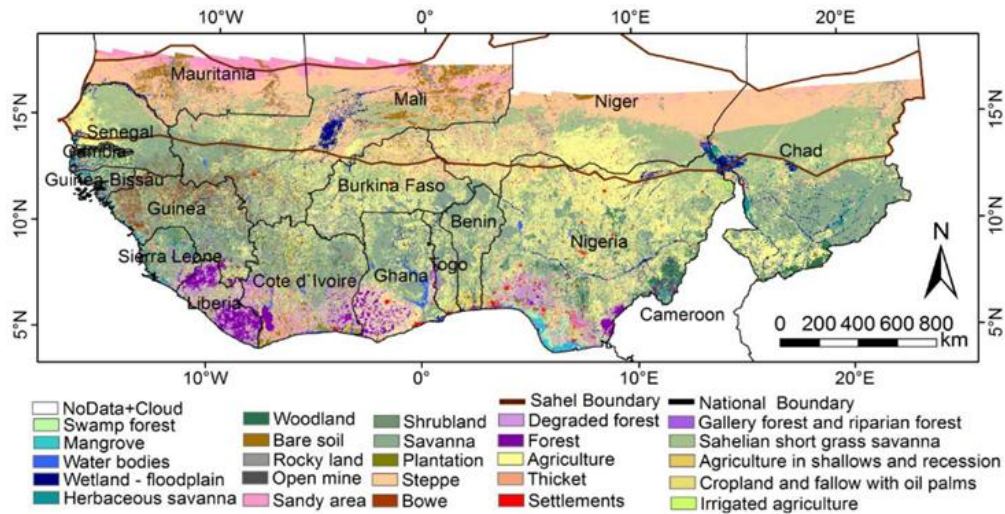 10°W 0° 10°E 20°E
15°N 15°N
10°N 10°N
5°N 5°N
Mauritania
Mali
Niger
Senegal
Chad
Gambia
Guinea Bissau
Burkina Faso
Guinea
Benin
Nigeria
Sierra Leone
Togo
Cote d'Ivoire
Ghana
Liberia
Cameroon
N
0 200 400 600 800
km
10°W 0° 10°E 20°E
NoData+Cloud
Swamp forest
Mangrove
Water bodies
Wetland - floodplain
Herbaceous savanna
Woodland
Bare soil
Rocky land
Open mine
Sandy area
Shrubland
Savanna
Plantation
Steppe
Bowe
Sahel Boundary
Degraded forest
Forest
Agriculture
Thicket
Settlements
National Boundary
Gallery forest and riparian forest
Sahelian short grass savanna
Agriculture in shallows and recession
Cropland and fallow with oil palms
Irrigated agriculture